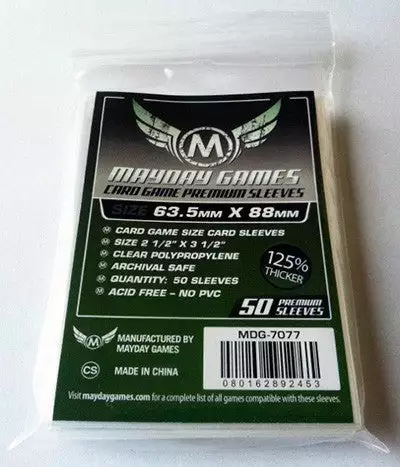 M
MAYDAY GAMES
CARD GAME PREMIUM SLEEVES
SIZE 63.5MM X 88MM
M CARD GAME SIZE CARD SLEEVES
M SIZE 2 1/2" X 3 1/2"
M CLEAR POLYPROPYLENE
M ARCHIVAL SAFE
M QUANTITY: 50 SLEEVES
M ACID FREE – NO PVC
125%
THICKER
50 PREMIUM
SLEEVES
M
MANUFACTURED BY
MAYDAY GAMES
MDG-7077
CS
MADE IN CHINA
080162892453
Visit maydaygames.com for a complete list of all games compatible with these sleeves.